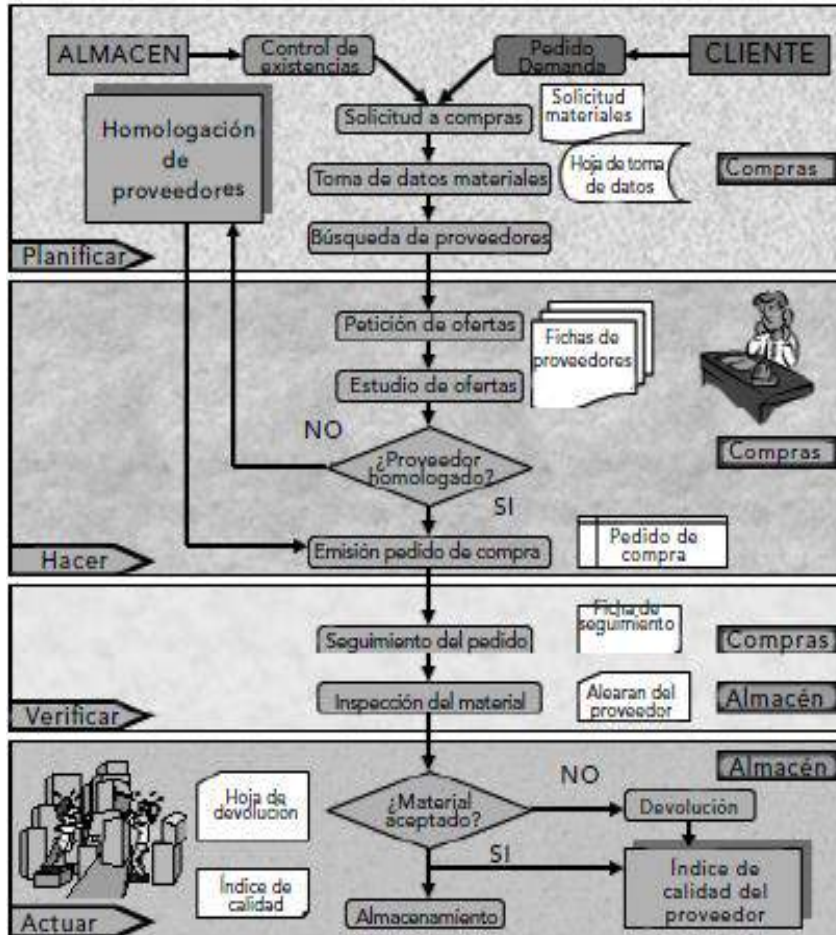 ALMACEN
Control de
existencias
Pedido
Demanda
CLIENTE
Homologación
de
proveedores
Solicitud a compras
Solicitud
materiales
Toma de datos materiales
Hoja de toma
de datos
Compras
Búsqueda de proveedores
Planificar
Petición de ofertas
Fichas de
proveedores
Estudio de ofertas
NO
¿Proveedor
homologado?
Compras
SI
Emisión pedido de compra
Pedido de
compra
Hacer
Seguimiento del pedido
Ficha de
seguimiento
Compras
Inspección del material
Alearan del
proveedor
Almacén
Verificar
Almacén
Hoja de
devolucion
¿Material
aceptado?
NO
Devolución
SI
Índice de
calidad
Almacenamiento
Índice de
calidad del
proveedor
Actuar